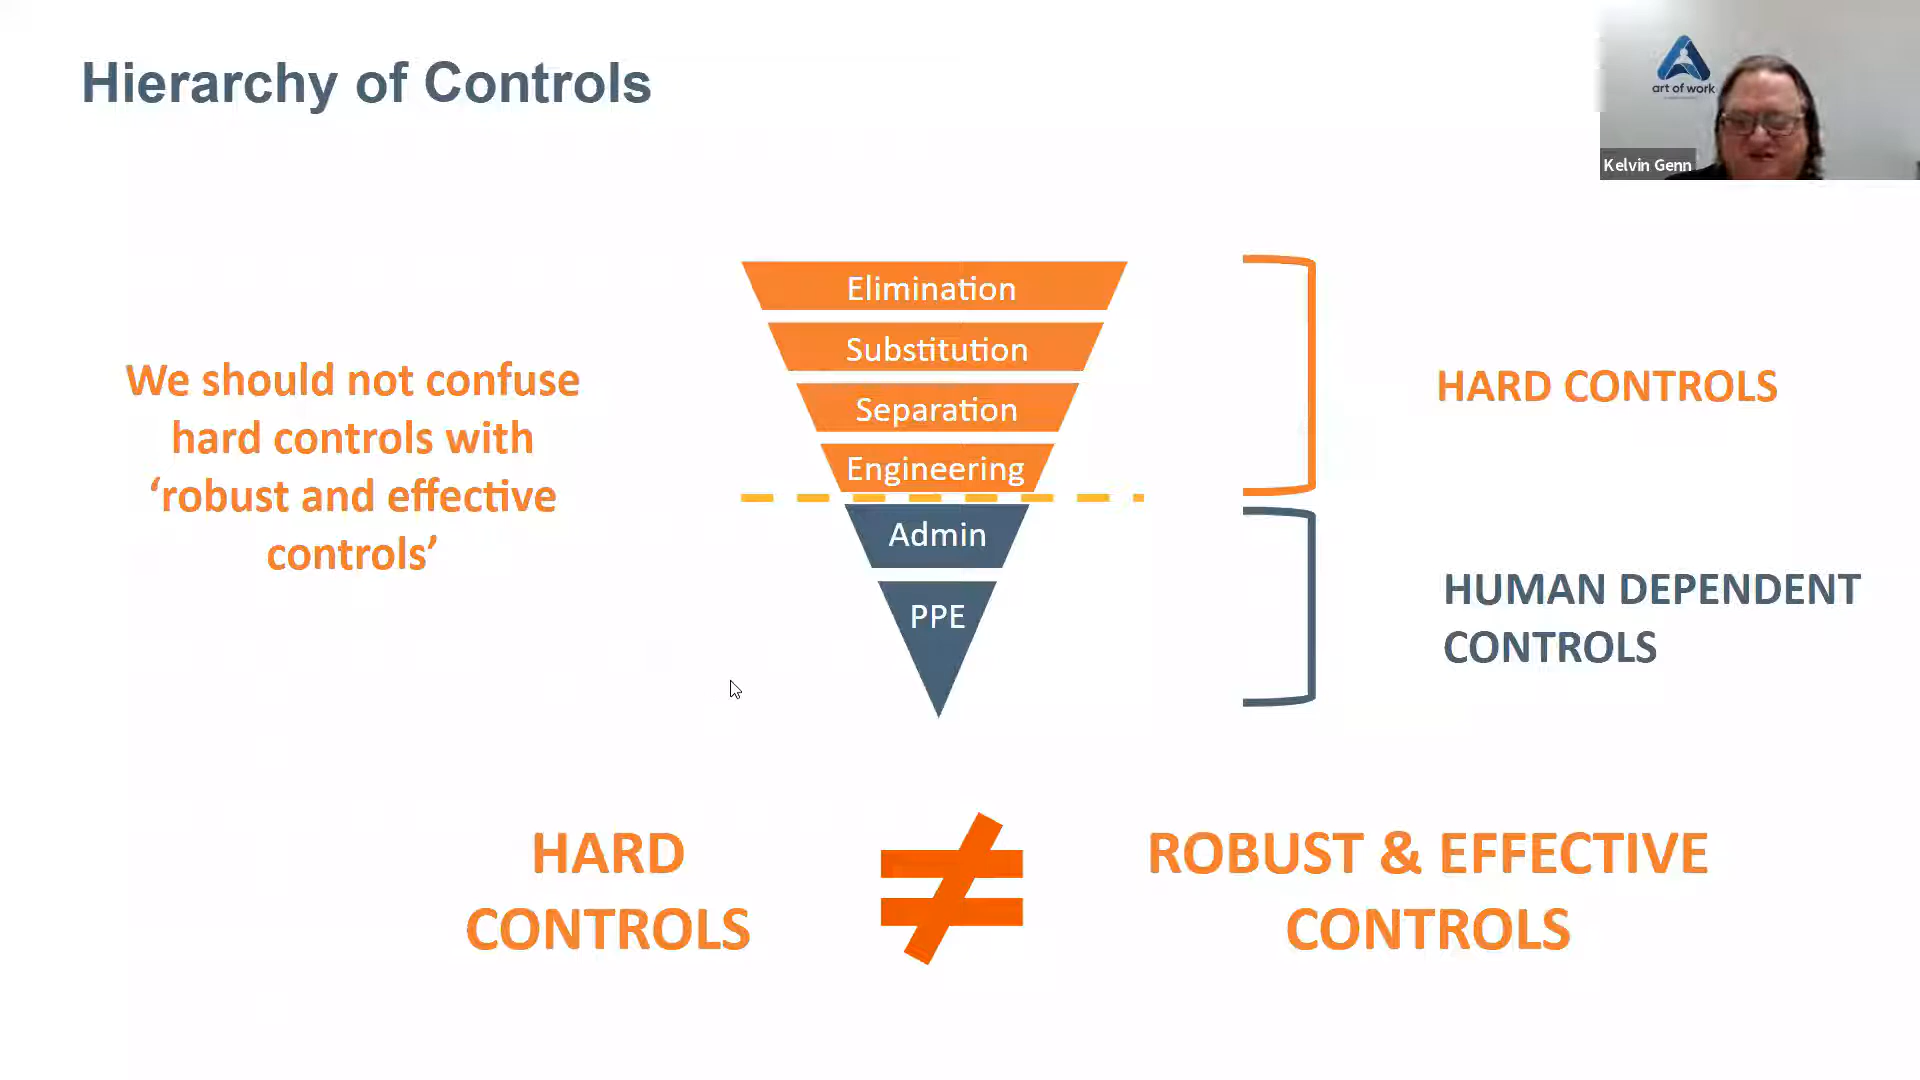 Hierarchy of Controls
art of work
Kelvin Genn
Elimination
Substitution
Separation
Engineering
Admin
PPE
We should not confuse
hard controls with
‘robust and effective
controls’
HARD CONTROLS
HUMAN DEPENDENT
CONTROLS
HARD
CONTROLS
≠
ROBUST & EFFECTIVE
CONTROLS